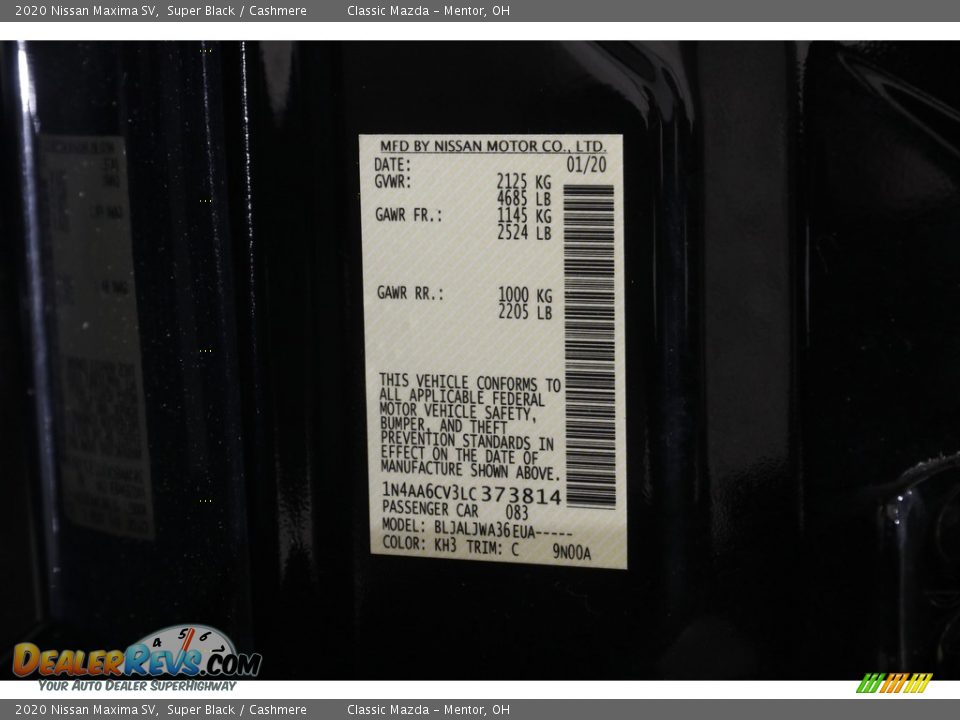 2020 Nissan Maxima SV, Super Black / Cashmere Classic Mazda - Mentor, OH
MFD BY NISSAN MOTOR CO., LTD.
DATE: 01/20
GVWR: 2125 KG
4685 LB
GAWR FR.: 1145 KG
2524 LB
GAWR RR.: 1000 KG
2205 LB
THIS VEHICLE CONFORMS TO
ALL APPLICABLE FEDERAL
MOTOR VEHICLE SAFETY,
BUMPER, AND THEFT
PREVENTION STANDARDS IN
EFFECT ON THE DATE OF
MANUFACTURE SHOWN ABOVE.
1N4AA6CV3LC373814
PASSENGER CAR 083
MODEL: BLJALJWA36EUA-----
COLOR: KH3 TRIM: C 9N00A
4 5 6
DealerRevs.com
Your Auto Dealer SuperHighway
2020 Nissan Maxima SV, Super Black / Cashmere Classic Mazda - Mentor, OH